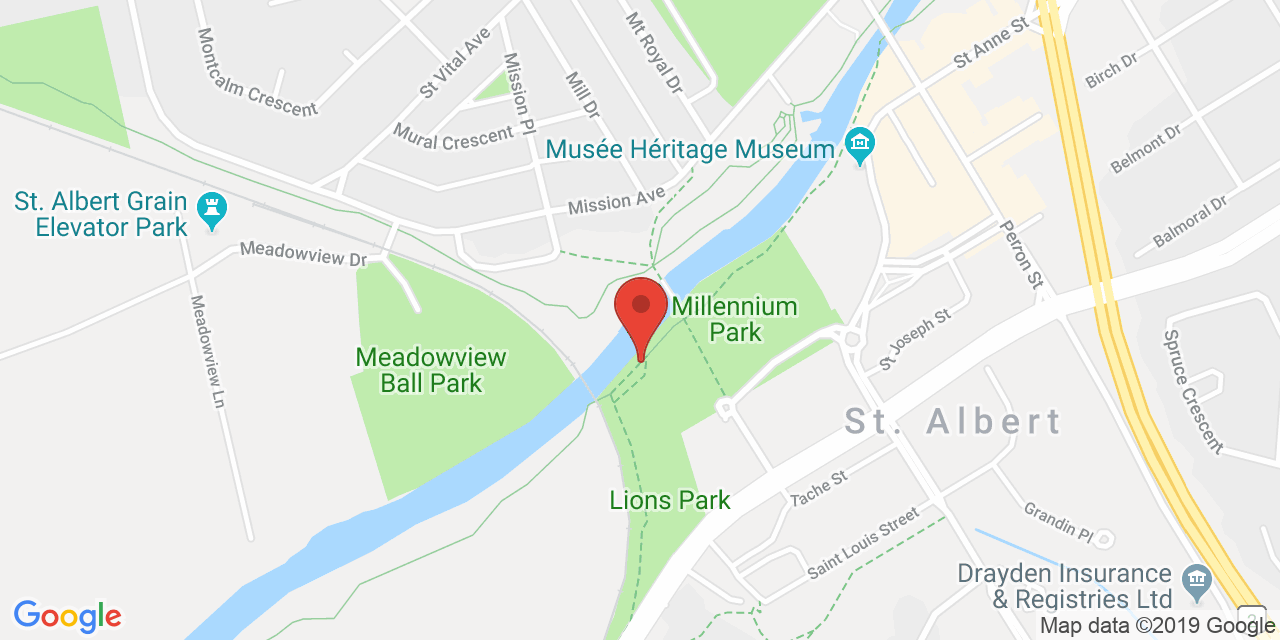 St Anne St
Birch Dr
Montcalm Crescent
St Vital Ave
Mission Pl
Mill Dr
Mt Royal Dr
Mural Crescent
Musée Héritage Museum
Belmont Dr
St. Albert Grain
Elevator Park
Mission Ave
Balmoral Dr
Meadowview Dr
Perron St
Meadowview Ln
Millennium
Park
St Joseph St
Meadowview
Ball Park
Spruce Crescent
St. Albert
Lions Park
Tache St
Saint Louis Street
Grandin Pl
Drayden Insurance
& Registries Ltd
Google
Map data ©2019 Google